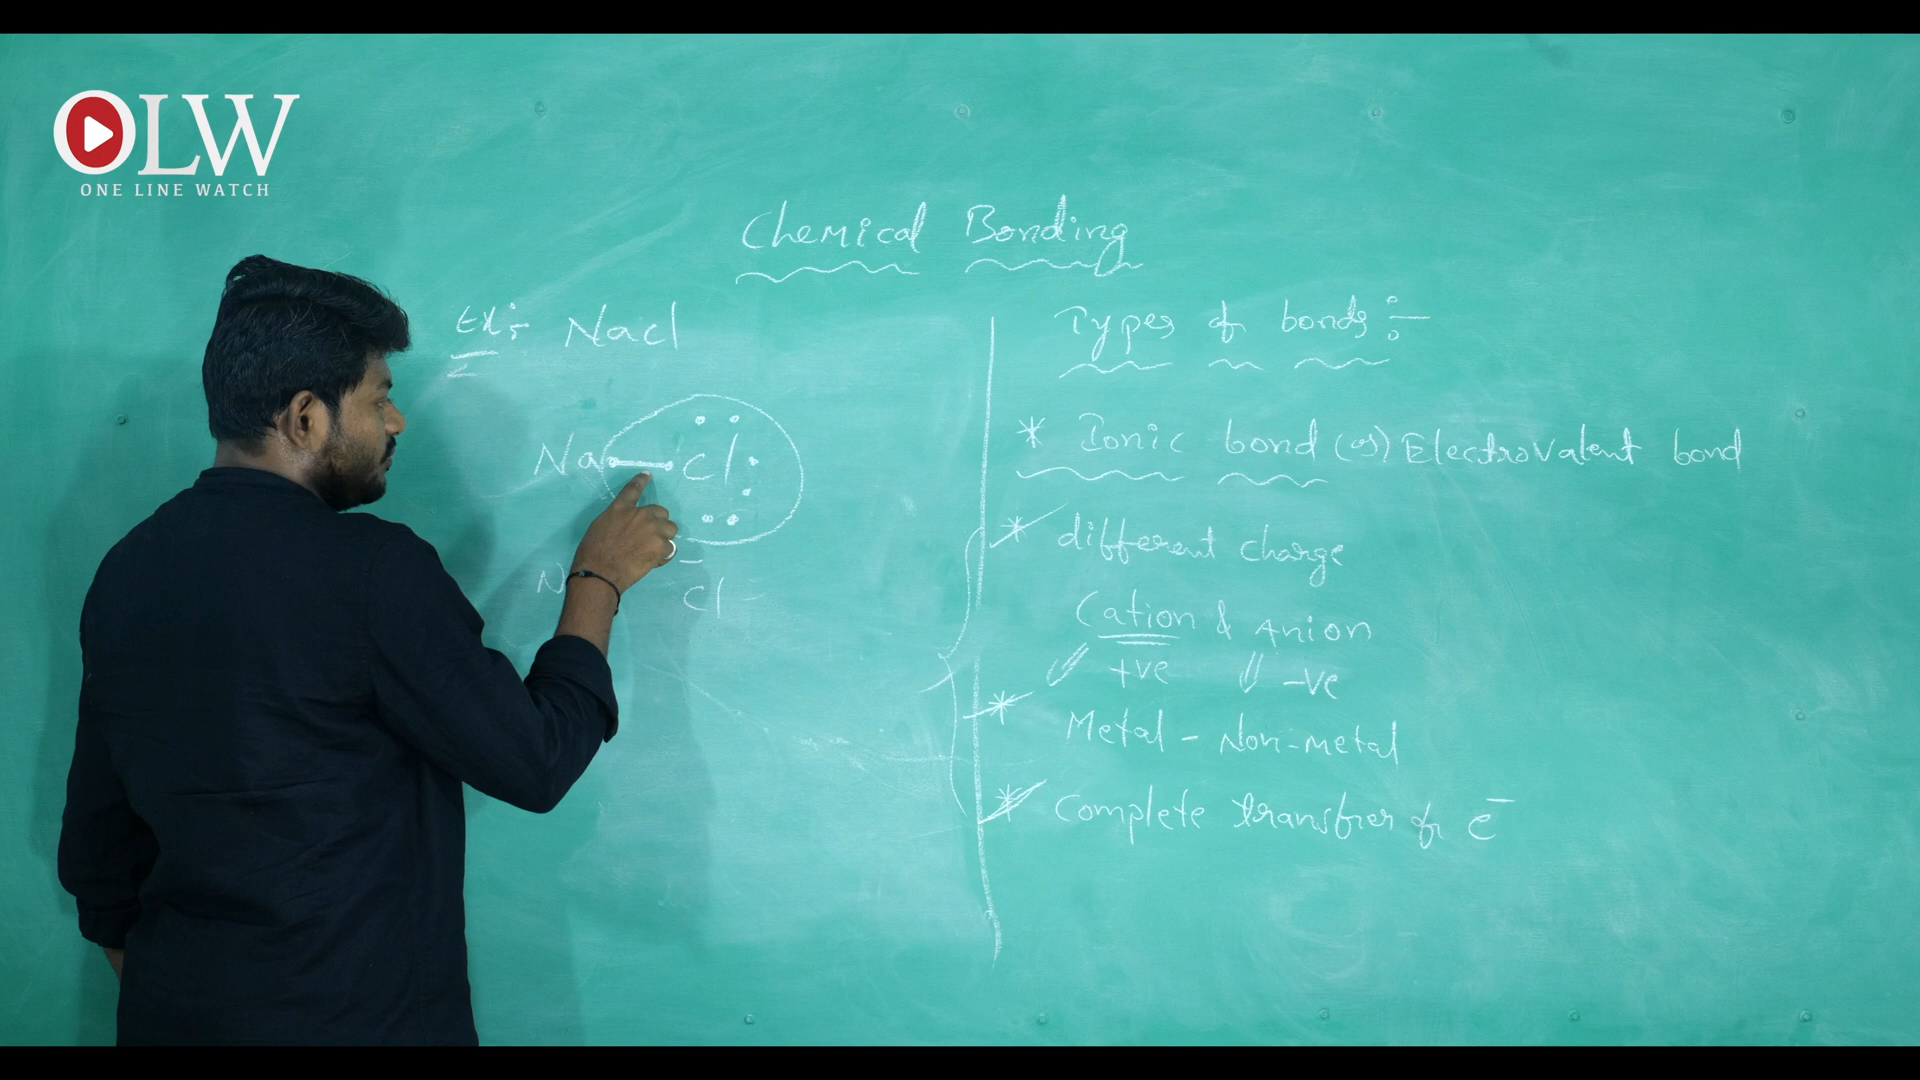 OLW
ONE LINE WATCH
Chemical Bonding
Ex:- Nacl
Na Cl
N
Cl -
Types of bonds :-
* Ionic bond (or) Electrovalent bond
* different charge
Cation & Anion
+ve -ve
* Metal - Non-metal
* Complete transfer of e-